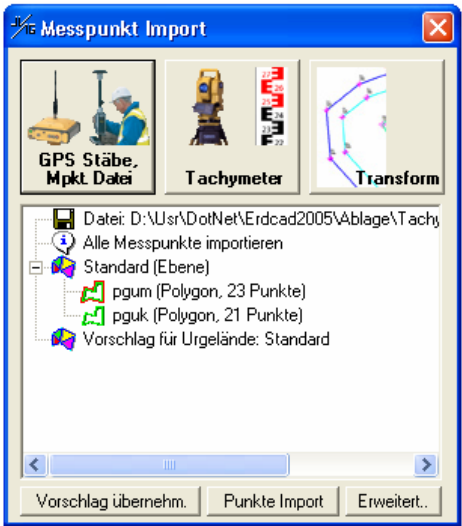 Messpunkt Import
GPS Stäbe,
Mpkt. Datei
Tachymeter
Transform
Datei: D:\Usr\DotNet\Erdcad2005\Ablage\Tachy
Alle Messpunkte importieren
Standard (Ebene)
pgum (Polygon, 23 Punkte)
pguk (Polygon, 21 Punkte)
Vorschlag für Urgelände: Standard
Vorschlag übernehm.
Punkte Import
Erweitert..